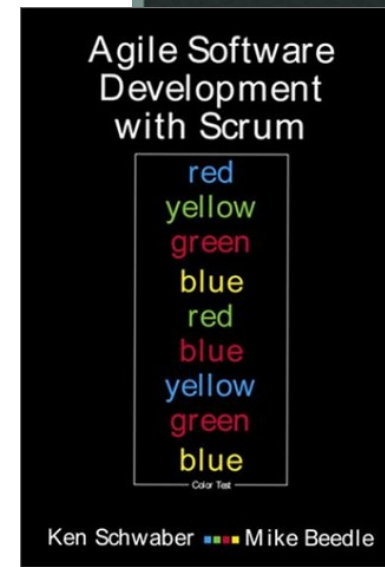 Agile Software
Development
with Scrum
red
yellow
green
blue
red
blue
yellow
green
blue
Color Test
Ken Schwaber Mike Beedle